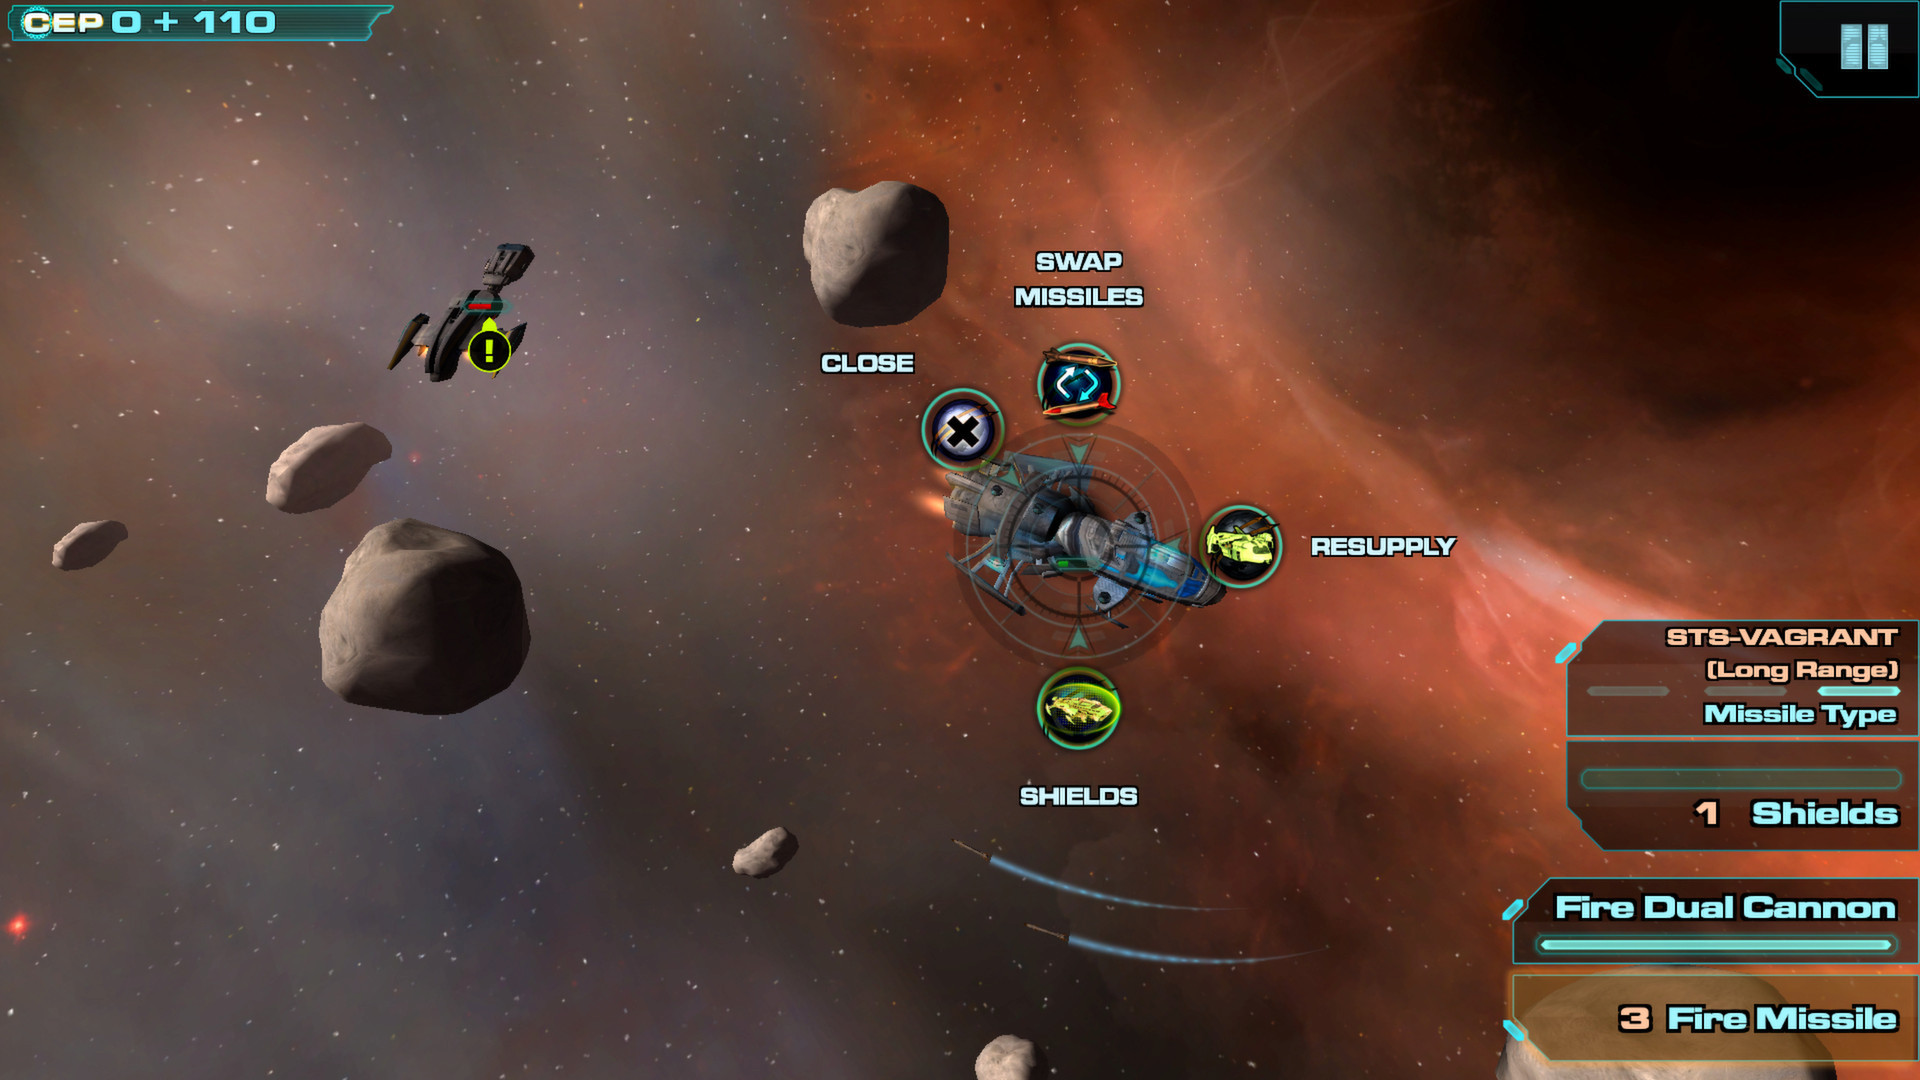 CEP 0 + 110
SWAP
MISSILES
CLOSE
RESUPPLY
!
SHIELDS
STS-VAGRANT
(Long Range)
Missile Type
1 Shields
Fire Dual Cannon
3 Fire Missile